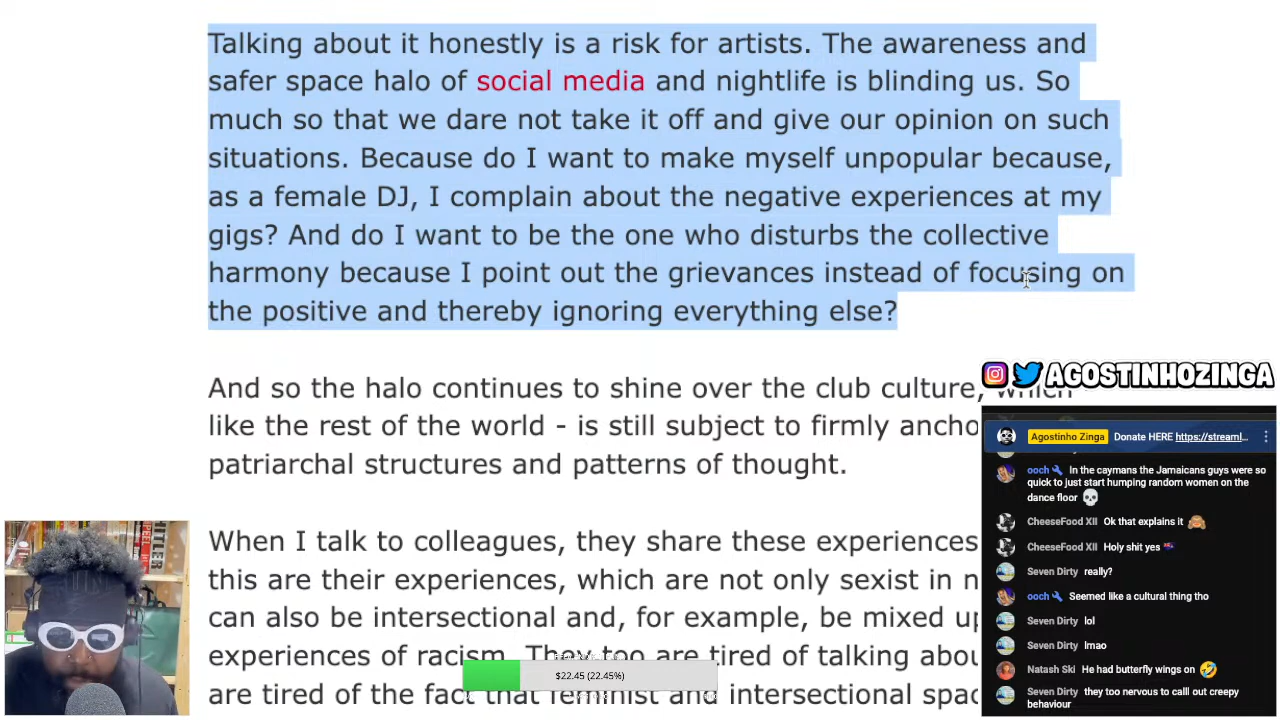 Talking about it honestly is a risk for artists. The awareness and
safer space halo of social media and nightlife is blinding us. So
much so that we dare not take it off and give our opinion on such
situations. Because do I want to make myself unpopular because,
as a female DJ, I complain about the negative experiences at my
gigs? And do I want to be the one who disturbs the collective
harmony because I point out the grievances instead of focusing on
the positive and thereby ignoring everything else?
And so the halo continues to shine over the club culture, which
like the rest of the world - is still subject to firmly ancho
patriarchal structures and patterns of thought.
When I talk to colleagues, they share these experiences
this are their experiences, which are not only sexist in n
can also be intersectional and, for example, be mixed up
experiences of racism. They too are tired of talking abou
are tired of the fact that feminist and intersectional spac
$22.45 (22.45%)
AGOSTINHOZINGA
Agostinho Zinga Donate HERE https://streaml...
ooch In the caymans the Jamaicans guys were so
quick to just start humping random women on the
dance floor
CheeseFood XII Ok that explains it
CheeseFood XII Holy shit yes
Seven Dirty really?
ooch Seemed like a cultural thing tho
Seven Dirty lol
Seven Dirty lmao
Natash Ski He had butterfly wings on
Seven Dirty they too nervous to calll out creepy
behaviour